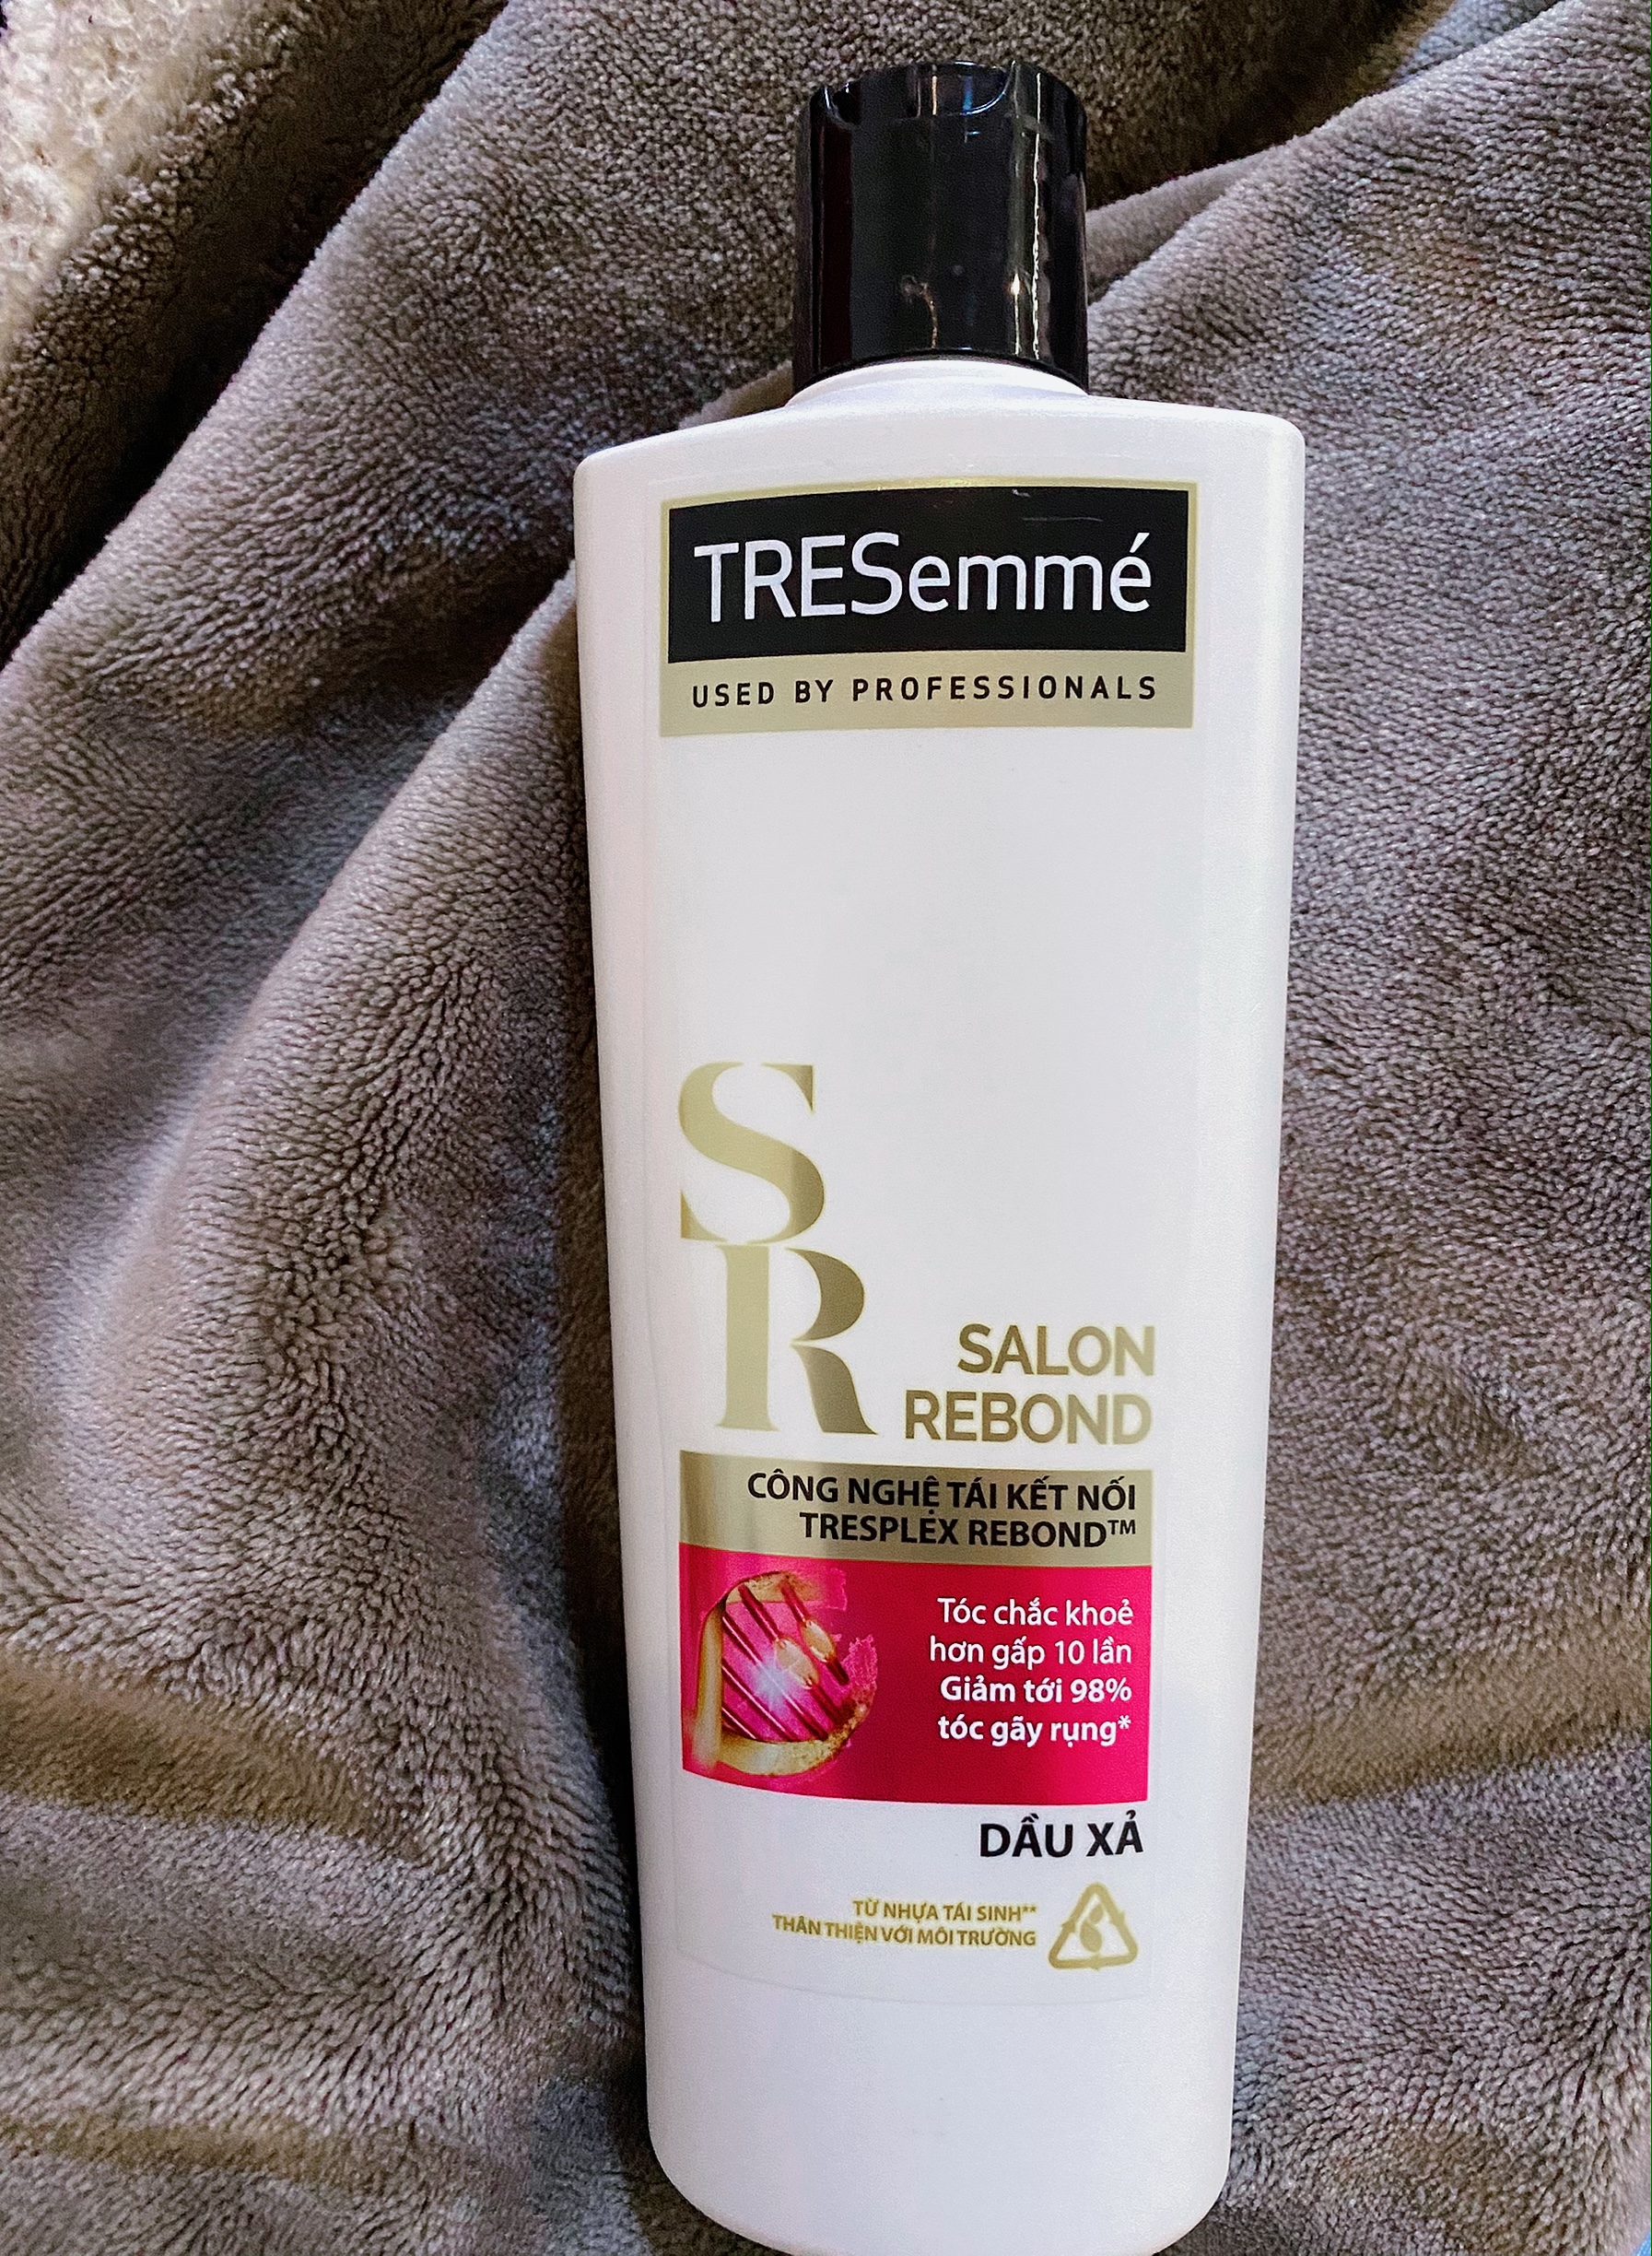 TRESemmé
USED BY PROFESSIONALS
SR
SALON
REBOND
CÔNG NGHỆ TÁI KẾT NỐI
TRESPLEX REBOND™
Tóc chắc khoẻ
hơn gấp 10 lần
Giảm tới 98%
tóc gãy rụng*
DẦU XẢ
TỪ NHỰA TÁI SINH**
THÂN THIỆN VỚI MÔI TRƯỜNG